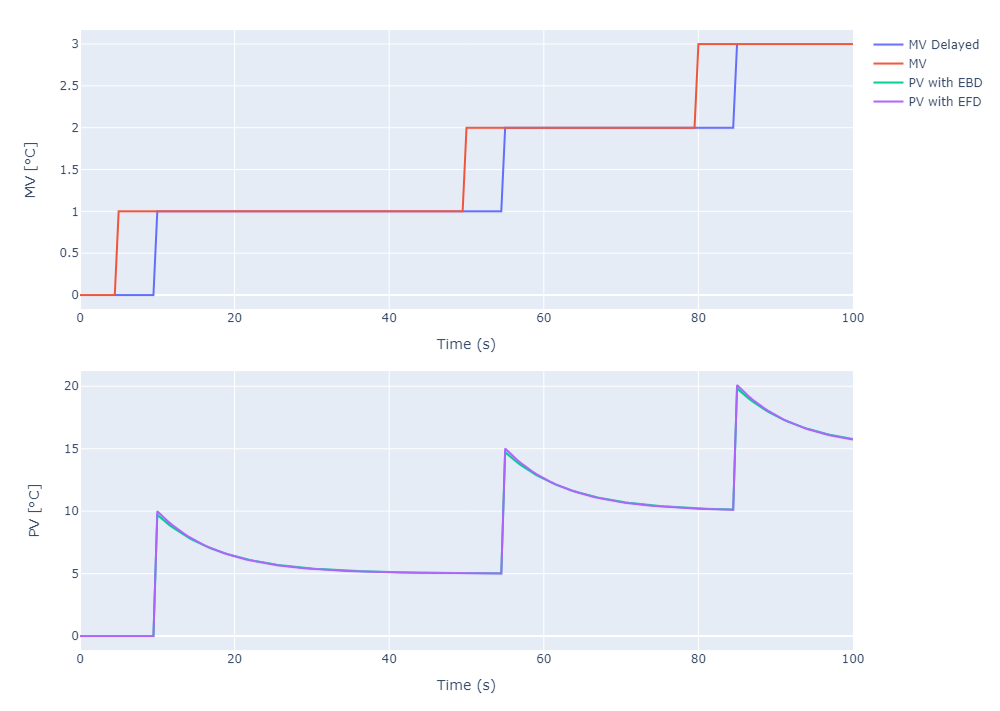 MV Delayed
MV
PV with EBD
PV with EFD
MV [°C]
3
2.5
2
1.5
1
0.5
0
0 20 40 60 80 100
Time (s)
PV [°C]
20
15
10
5
0
0 20 40 60 80 100
Time (s)